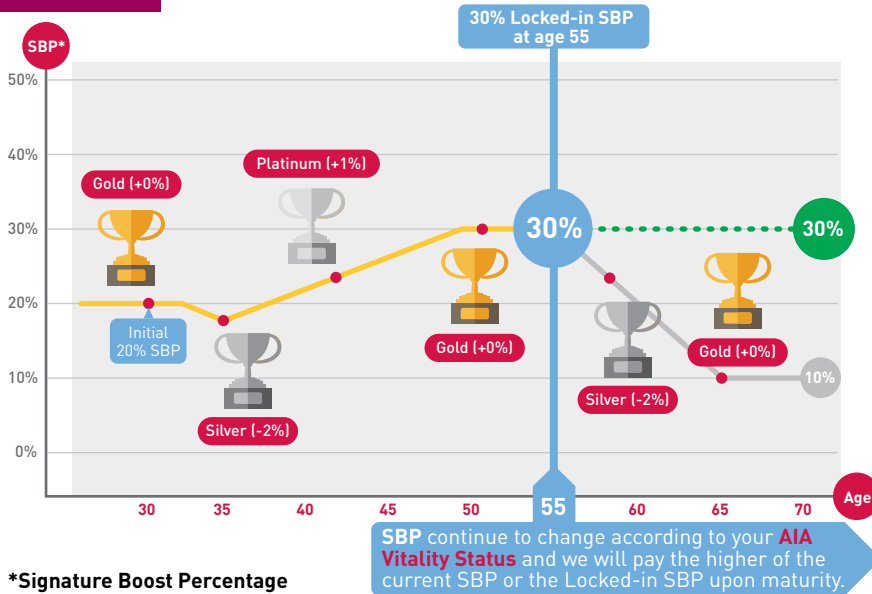 30% Locked-in SBP
at age 55
SBP*
50%
40%
30%
20%
10%
0%
Gold (+0%)
Initial
20% SBP
Silver (-2%)
Platinum (+1%)
Gold (+0%)
30%
30%
Silver (-2%)
Gold (+0%)
10%
30
35
40
45
50
55
60
65
70
Age
SBP continue to change according to your AIA
Vitality Status and we will pay the higher of the
current SBP or the Locked-in SBP upon maturity.
*Signature Boost Percentage